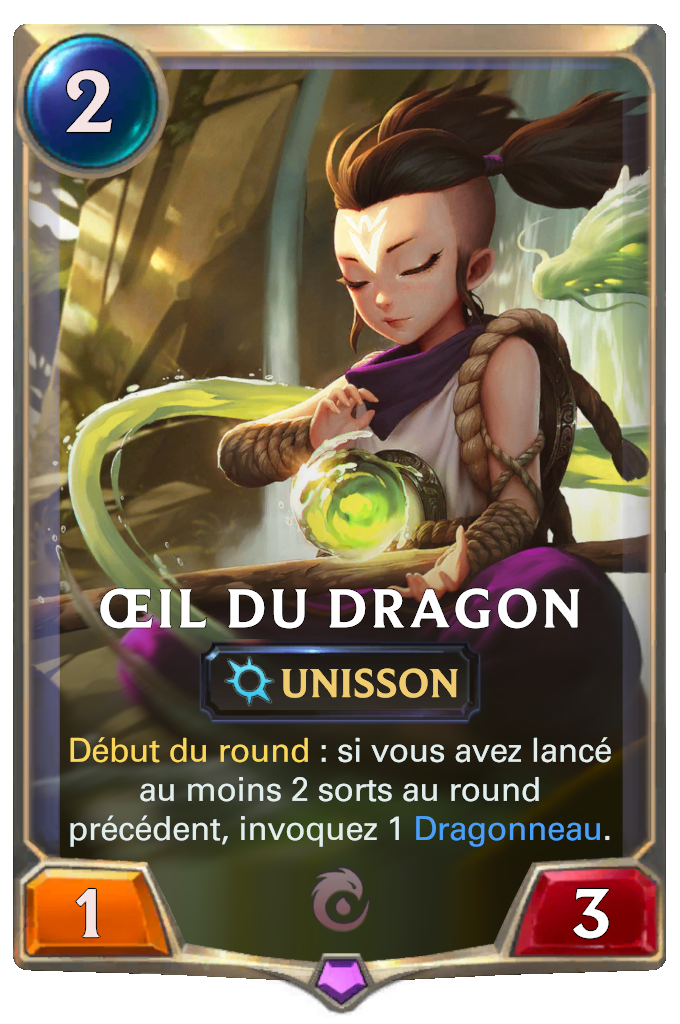 2
ŒIL DU DRAGON
UNISSON
Début du round : si vous avez lancé
au moins 2 sorts au round
précédent, invoquez 1 Dragonneau.
1
3